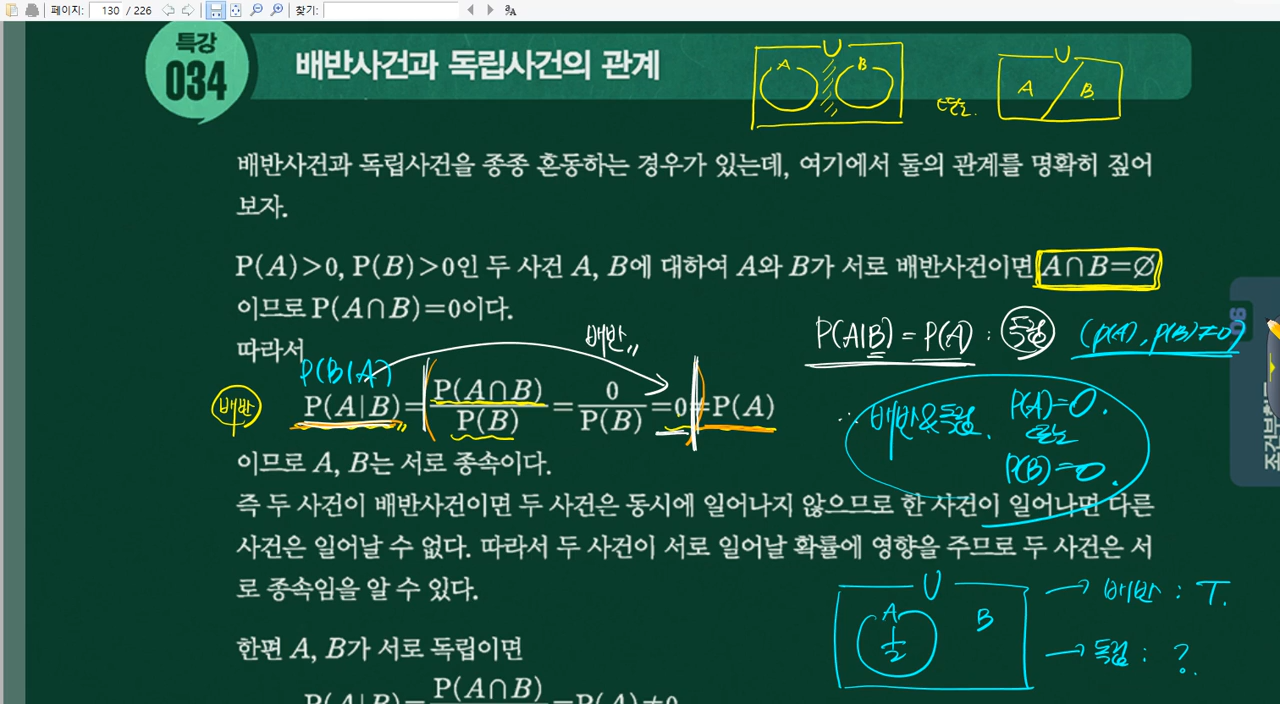 페이지: 130 / 226 찾기:
특강
034
배반사건과 독립사건의 관계
U
A B
또는
U
A B
배반사건과 독립사건을 종종 혼동하는 경우가 있는데, 여기에서 둘의 관계를 명확히 짚어
보자.
P(A)>0, P(B)>0인 두 사건 A, B에 대하여 A와 B가 서로 배반사건이면 A∩B=∅
이므로 P(A∩B)=0이다.
따라서
배반
P(A|B) = P(A) : 독립 (P(A), P(B)≠0)
P(B|A)
배반
P(A|B)=P(A∩B)/P(B)=0/P(B)=0≠P(A)
∴ 배반&독립 P(A)=0.
또는
P(B)=0.
이므로 A, B는 서로 종속이다.
즉 두 사건이 배반사건이면 두 사건은 동시에 일어나지 않으므로 한 사건이 일어나면 다른
사건은 일어날 수 없다. 따라서 두 사건이 서로 일어날 확률에 영향을 주므로 두 사건은 서
로 종속임을 알 수 있다.
U
A B
1/2
→ 배반 : T.
→ 독립 : ?
한편 A, B가 서로 독립이면
P(A|B)=P(A∩B)=P(A)≠0
06
조건부